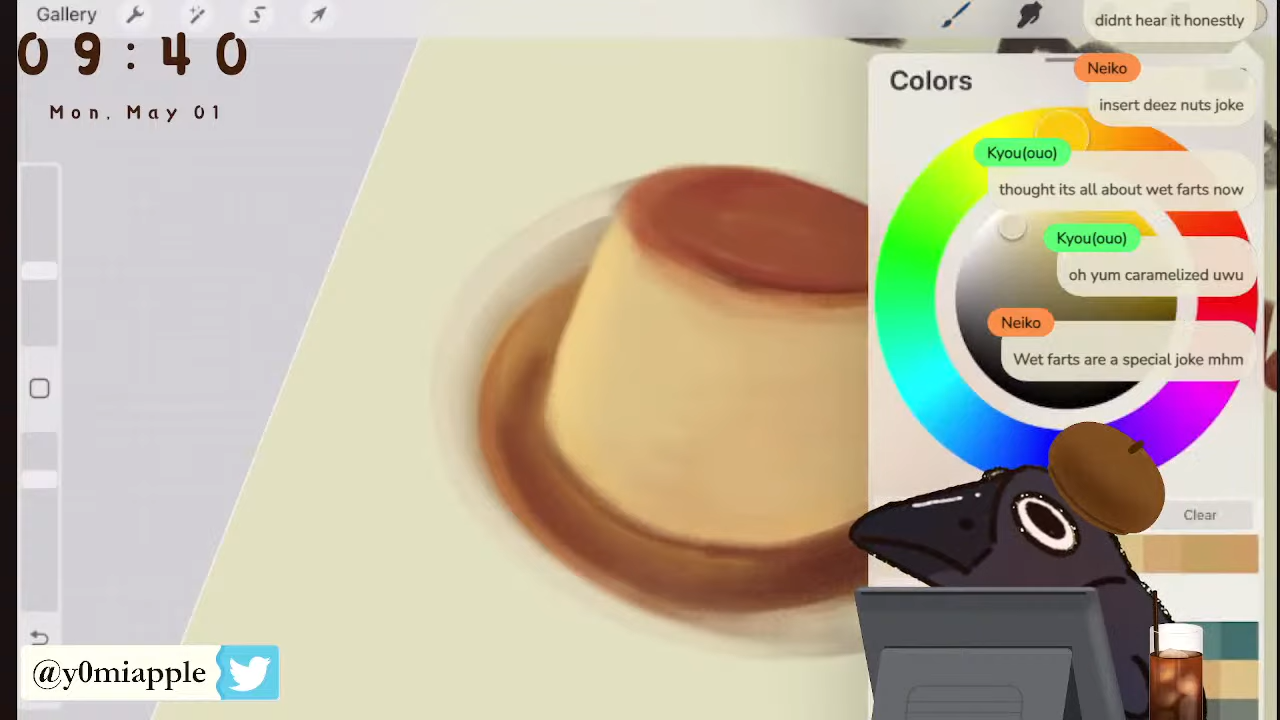 Gallery
09:40
Mon, May 01
Colors
didnt hear it honestly
Neiko
insert deez nuts joke
Kyou(ouo)
thought its all about wet farts now
Kyou(ouo)
oh yum caramelized uwu
Neiko
Wet farts are a special joke mhm
Clear
@y0miapple